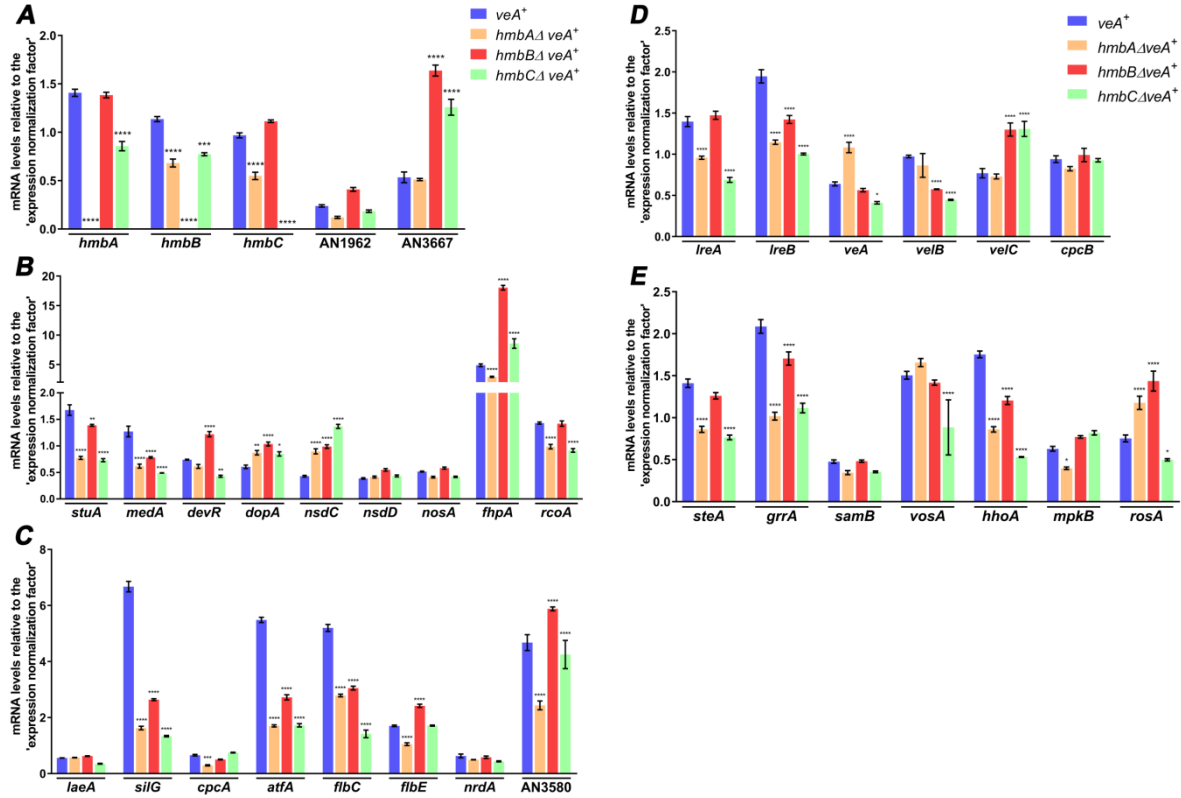 A
veA+
hmbAΔ veA+
hmbBΔ veA+
hmbCΔ veA+
mRNA levels relative to the
'expression normalization factor'
2.0
1.5
1.0
0.5
0.0
**** **** **** *** **** **** **** **** ****
hmbA hmbB hmbC AN1962 AN3667
B
mRNA levels relative to the
'expression normalization factor'
20
15
10
5
2.0
1.5
1.0
0.5
0.0
**** ** **** **** **** **** **** ** ** **** * **** **** **** **** **** **** **** ****
stuA medA devR dopA nsdC nsdD nosA fhpA rcoA
C
mRNA levels relative to the
'expression normalization factor'
8
6
4
2
0
**** **** **** *** **** **** **** **** **** **** **** **** **** **** ****
laeA silG cpcA atfA flbC flbE nrdA AN3580
D
veA+
hmbAΔveA+
hmbBΔveA+
hmbCΔveA+
mRNA levels relative to the
'expression normalization factor'
2.5
2.0
1.5
1.0
0.5
0.0
**** **** **** **** **** **** * **** **** **** ****
lreA lreB veA velB velC cpcB
E
mRNA levels relative to the
'expression normalization factor'
2.5
2.0
1.5
1.0
0.5
0.0
**** **** **** **** **** **** **** **** **** * **** **** *
steA grrA samB vosA hhoA mpkB rosA